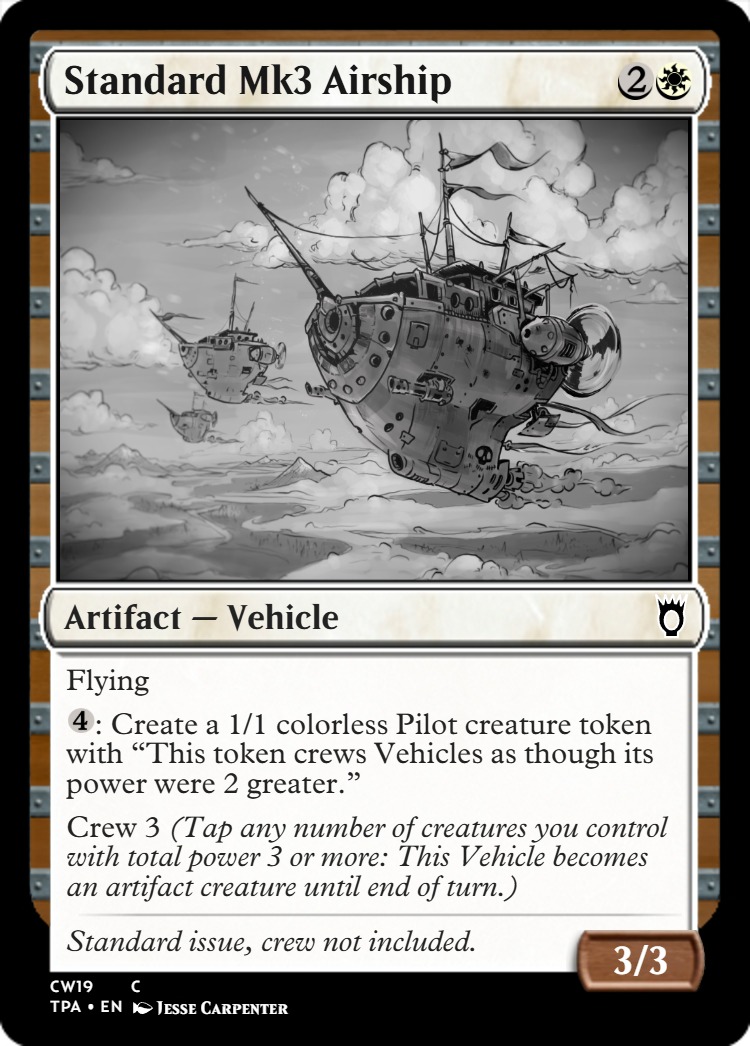 Standard Mk3 Airship 2
Artifact — Vehicle
Flying
4: Create a 1/1 colorless Pilot creature token
with “This token crews Vehicles as though its
power were 2 greater.”
Crew 3 (Tap any number of creatures you control
with total power 3 or more: This Vehicle becomes
an artifact creature until end of turn.)
Standard issue, crew not included.
3/3
CW19 C
TPA • EN Jesse Carpenter